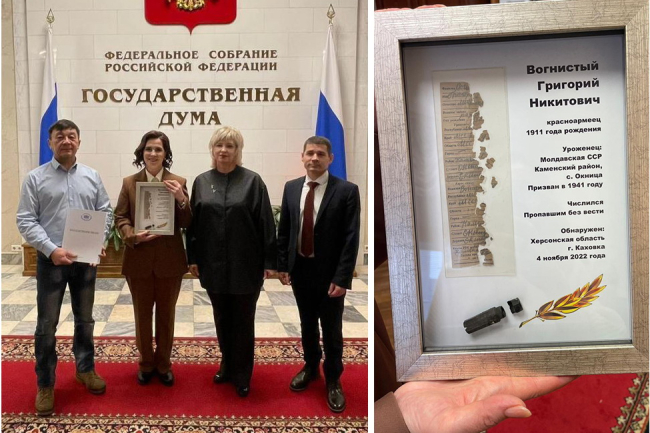 ФЕДЕРАЛЬНОЕ СОБРАНИЕ
РОССИЙСКОЙ ФЕДЕРАЦИИ
ГОСУДАРСТВЕННАЯ
ДУМА
Вогнистый
Григорий
Никитович
красноармеец
1911 года рождения
Уроженец:
Молдавская ССР
Каменский район,
с. Окница
Призван в 1941 году
Числился
Пропавшим без вести
Обнаружен:
Херсонская область
г. Каховка
4 ноября 2022 года